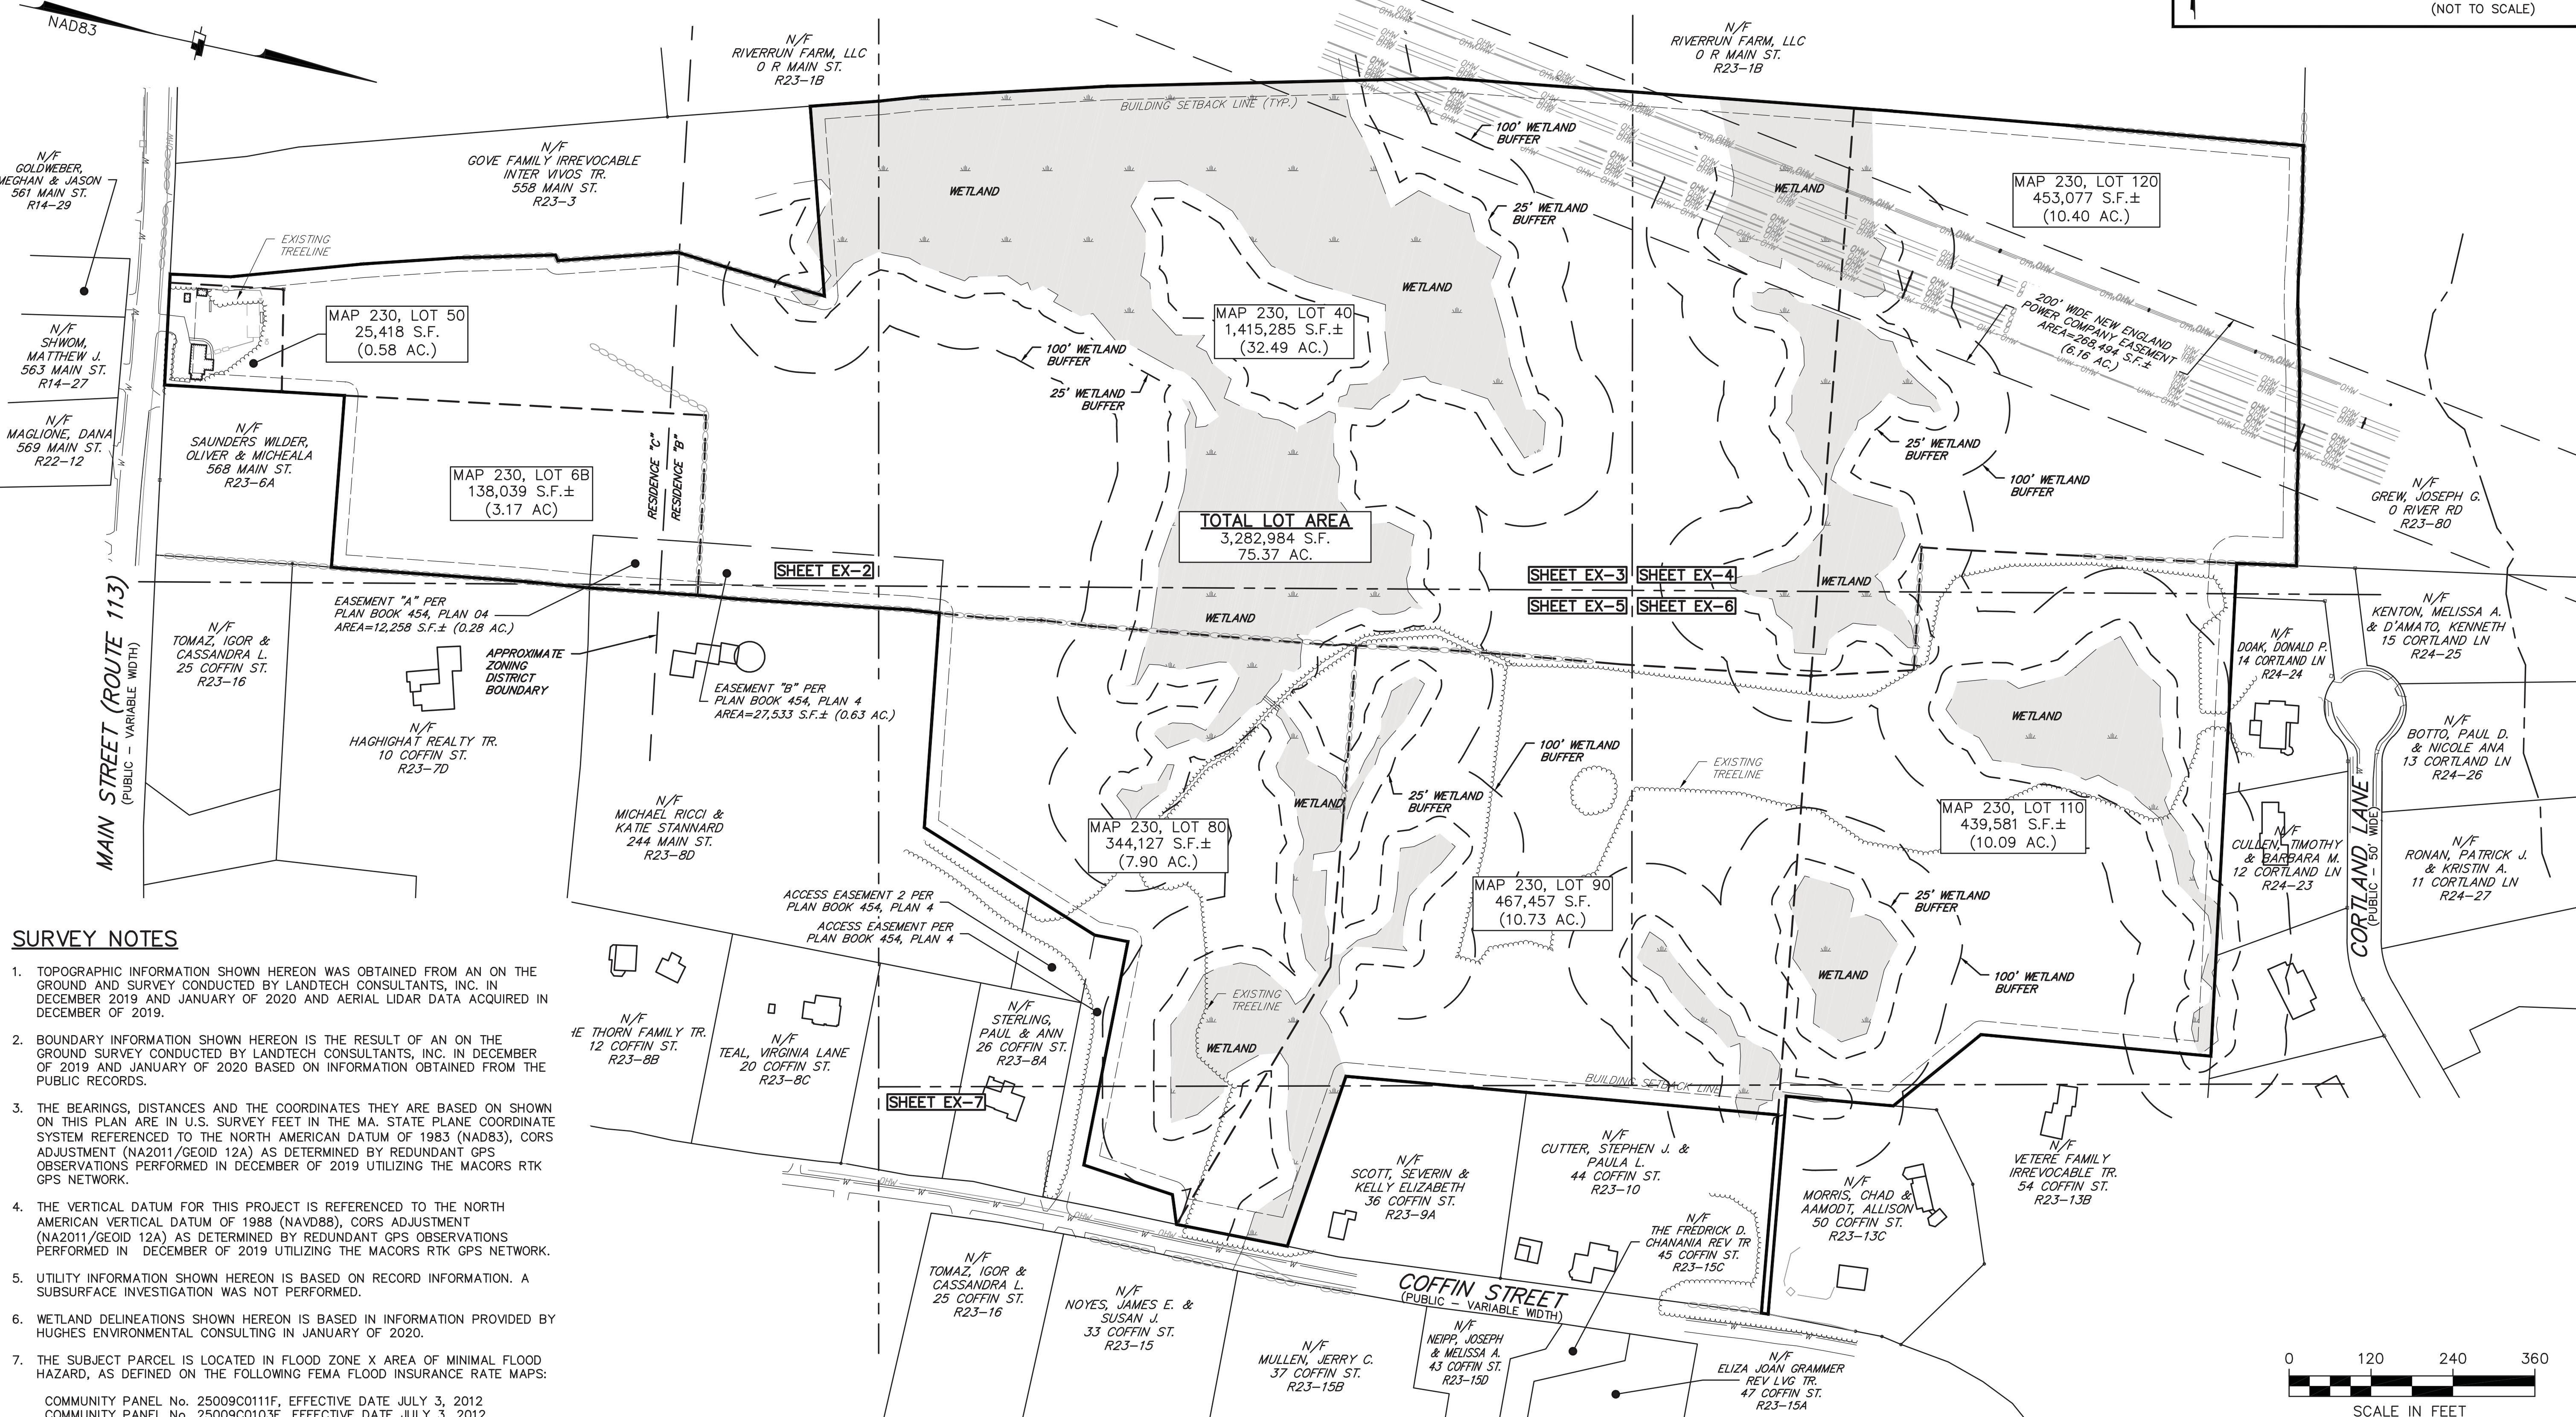 (NOT TO SCALE)
NAD83
N/F
RIVERRUN FARM, LLC
0 R MAIN ST.
R23-1B
N/F
RIVERRUN FARM, LLC
0 R MAIN ST.
R23-1B
N/F
GOLDWEBER,
MEGHAN & JASON
561 MAIN ST.
R14-29
N/F
GOVE FAMILY IRREVOCABLE
INTER VIVOS TR.
558 MAIN ST.
R23-3
BUILDING SETBACK LINE (TYP.)
100' WETLAND
BUFFER
WETLAND
WETLAND
MAP 230, LOT 120
453,077 S.F.±
(10.40 AC.)
25' WETLAND
BUFFER
EXISTING
TREELINE
WETLAND
MAP 230, LOT 50
25,418 S.F.
(0.58 AC.)
MAP 230, LOT 40
1,415,285 S.F.±
(32.49 AC.)
200' WIDE NEW ENGLAND
POWER COMPANY EASEMENT
AREA=268,494 S.F.±
(6.16 AC.)
N/F
SHWOM,
MATTHEW J.
563 MAIN ST.
R14-27
100' WETLAND
BUFFER
25' WETLAND
BUFFER
N/F
MAGLIONE, DANA
569 MAIN ST.
R22-12
N/F
SAUNDERS WILDER,
OLIVER & MICHEALA
568 MAIN ST.
R23-6A
MAP 230, LOT 6B
138,039 S.F.±
(3.17 AC)
RESIDENCE "C"
RESIDENCE "B"
25' WETLAND
BUFFER
100' WETLAND
BUFFER
N/F
GREW, JOSEPH G.
0 RIVER RD
R23-80
TOTAL LOT AREA
3,282,984 S.F.
75.37 AC.
SHEET EX-2
SHEET EX-3
SHEET EX-4
SHEET EX-5
SHEET EX-6
WETLAND
WETLAND
MAIN STREET (ROUTE 113)
(PUBLIC - VARIABLE WIDTH)
EASEMENT "A" PER
PLAN BOOK 454, PLAN 04
AREA=12,258 S.F.± (0.28 AC.)
N/F
TOMAZ, IGOR &
CASSANDRA L.
25 COFFIN ST.
R23-16
APPROXIMATE
ZONING
DISTRICT
BOUNDARY
EASEMENT "B" PER
PLAN BOOK 454, PLAN 4
AREA=27,533 S.F.± (0.63 AC.)
N/F
HAGHIGHAT REALTY TR.
10 COFFIN ST.
R23-7D
N/F
MICHAEL RICCI &
KATIE STANNARD
244 MAIN ST.
R23-8D
N/F
KENTON, MELISSA A.
& D'AMATO, KENNETH
15 CORTLAND LN
R24-25
N/F
DOAK, DONALD P.
14 CORTLAND LN
R24-24
WETLAND
N/F
BOTTO, PAUL D.
& NICOLE ANA
13 CORTLAND LN
R24-26
100' WETLAND
BUFFER
EXISTING
TREELINE
25' WETLAND
BUFFER
WETLAND
MAP 230, LOT 80
344,127 S.F.±
(7.90 AC.)
MAP 230, LOT 110
439,581 S.F.±
(10.09 AC.)
CORTLAND LANE
(PUBLIC - 50' WIDE)
N/F
CULLEN, TIMOTHY
& BARBARA M.
12 CORTLAND LN
R24-23
N/F
RONAN, PATRICK J.
& KRISTIN A.
11 CORTLAND LN
R24-27
MAP 230, LOT 90
467,457 S.F.
(10.73 AC.)
25' WETLAND
BUFFER
ACCESS EASEMENT 2 PER
PLAN BOOK 454, PLAN 4
ACCESS EASEMENT PER
PLAN BOOK 454, PLAN 4
WETLAND
100' WETLAND
BUFFER
EXISTING
TREELINE
WETLAND
HE THORN FAMILY TR.
N/F
12 COFFIN ST.
R23-8B
N/F
TEAL, VIRGINIA LANE
20 COFFIN ST.
R23-8C
N/F
STERLING,
PAUL & ANN
26 COFFIN ST.
R23-8A
SHEET EX-7
BUILDING SETBACK LINE
N/F
SCOTT, SEVERIN &
KELLY ELIZABETH
36 COFFIN ST.
R23-9A
N/F
CUTTER, STEPHEN J. &
PAULA L.
44 COFFIN ST.
R23-10
N/F
MORRIS, CHAD &
AAMODT, ALLISON
50 COFFIN ST.
R23-13C
N/F
VETERE FAMILY
IRREVOCABLE TR.
54 COFFIN ST.
R23-13B
N/F
THE FREDRICK D.
CHANANIA REV TR
45 COFFIN ST.
R23-15C
N/F
TOMAZ, IGOR &
CASSANDRA L.
25 COFFIN ST.
R23-16
N/F
NOYES, JAMES E. &
SUSAN J.
33 COFFIN ST.
R23-15
COFFIN STREET
(PUBLIC - VARIABLE WIDTH)
N/F
MULLEN, JERRY C.
37 COFFIN ST.
R23-15B
N/F
NEIPP, JOSEPH
& MELISSA A.
43 COFFIN ST.
R23-15D
N/F
ELIZA JOAN GRAMMER
REV LVG TR.
47 COFFIN ST.
R23-15A
SURVEY NOTES
1. TOPOGRAPHIC INFORMATION SHOWN HEREON WAS OBTAINED FROM AN ON THE
GROUND AND SURVEY CONDUCTED BY LANDTECH CONSULTANTS, INC. IN
DECEMBER 2019 AND JANUARY OF 2020 AND AERIAL LIDAR DATA ACQUIRED IN
DECEMBER OF 2019.
2. BOUNDARY INFORMATION SHOWN HEREON IS THE RESULT OF AN ON THE
GROUND SURVEY CONDUCTED BY LANDTECH CONSULTANTS, INC. IN DECEMBER
OF 2019 AND JANUARY OF 2020 BASED ON INFORMATION OBTAINED FROM THE
PUBLIC RECORDS.
3. THE BEARINGS, DISTANCES AND THE COORDINATES THEY ARE BASED ON SHOWN
ON THIS PLAN ARE IN U.S. SURVEY FEET IN THE MA. STATE PLANE COORDINATE
SYSTEM REFERENCED TO THE NORTH AMERICAN DATUM OF 1983 (NAD83), CORS
ADJUSTMENT (NA2011/GEOID 12A) AS DETERMINED BY REDUNDANT GPS
OBSERVATIONS PERFORMED IN DECEMBER OF 2019 UTILIZING THE MACORS RTK
GPS NETWORK.
4. THE VERTICAL DATUM FOR THIS PROJECT IS REFERENCED TO THE NORTH
AMERICAN VERTICAL DATUM OF 1988 (NAVD88), CORS ADJUSTMENT
(NA2011/GEOID 12A) AS DETERMINED BY REDUNDANT GPS OBSERVATIONS
PERFORMED IN DECEMBER OF 2019 UTILIZING THE MACORS RTK GPS NETWORK.
5. UTILITY INFORMATION SHOWN HEREON IS BASED ON RECORD INFORMATION. A
SUBSURFACE INVESTIGATION WAS NOT PERFORMED.
6. WETLAND DELINEATIONS SHOWN HEREON IS BASED IN INFORMATION PROVIDED BY
HUGHES ENVIRONMENTAL CONSULTING IN JANUARY OF 2020.
7. THE SUBJECT PARCEL IS LOCATED IN FLOOD ZONE X AREA OF MINIMAL FLOOD
HAZARD, AS DEFINED ON THE FOLLOWING FEMA FLOOD INSURANCE RATE MAPS:
COMMUNITY PANEL No. 25009C0111F, EFFECTIVE DATE JULY 3, 2012
COMMUNITY PANEL No. 25009C0103F, EFFECTIVE DATE JULY 3, 2012
0 120 240 360
SCALE IN FEET